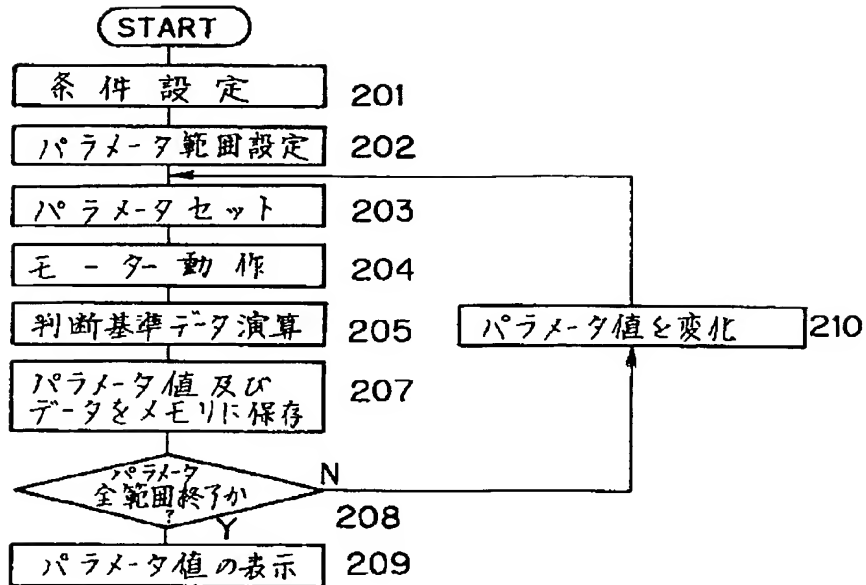 START
条件設定 201
パラメータ範囲設定 202
パラメータセット 203
モーター動作 204
判断基準データ演算 205
パラメータ値を変化 210
パラメータ値及び
データをメモリに保存 207
パラメータ
全範囲終了か
?
N
Y
208
パラメータ値の表示 209